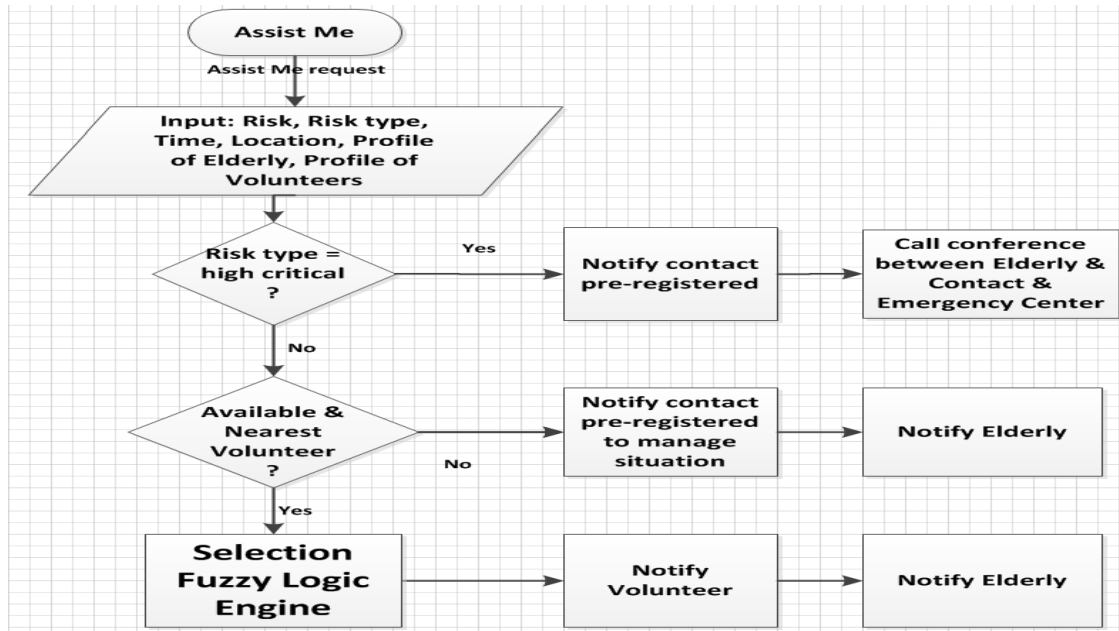 Assist Me
Assist Me request
Input: Risk, Risk type,
Time, Location, Profile
of Elderly, Profile of
Volunteers
Risk type =
high critical
?
Yes
Notify contact
pre-registered
Call conference
between Elderly &
Contact &
Emergency Center
No
Available &
Nearest
Volunteer
?
No
Notify contact
pre-registered
to manage
situation
Notify Elderly
Yes
Selection
Fuzzy Logic
Engine
Notify
Volunteer
Notify Elderly